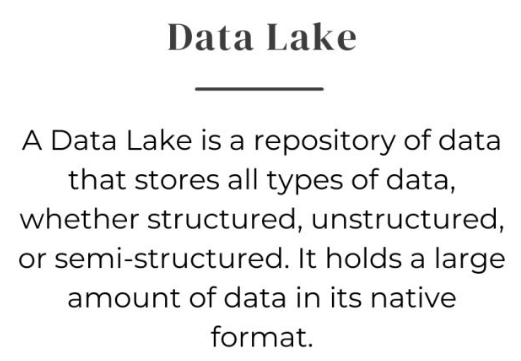 Data Lake
A Data Lake is a repository of data
that stores all types of data,
whether structured, unstructured,
or semi-structured. It holds a large
amount of data in its native
format.